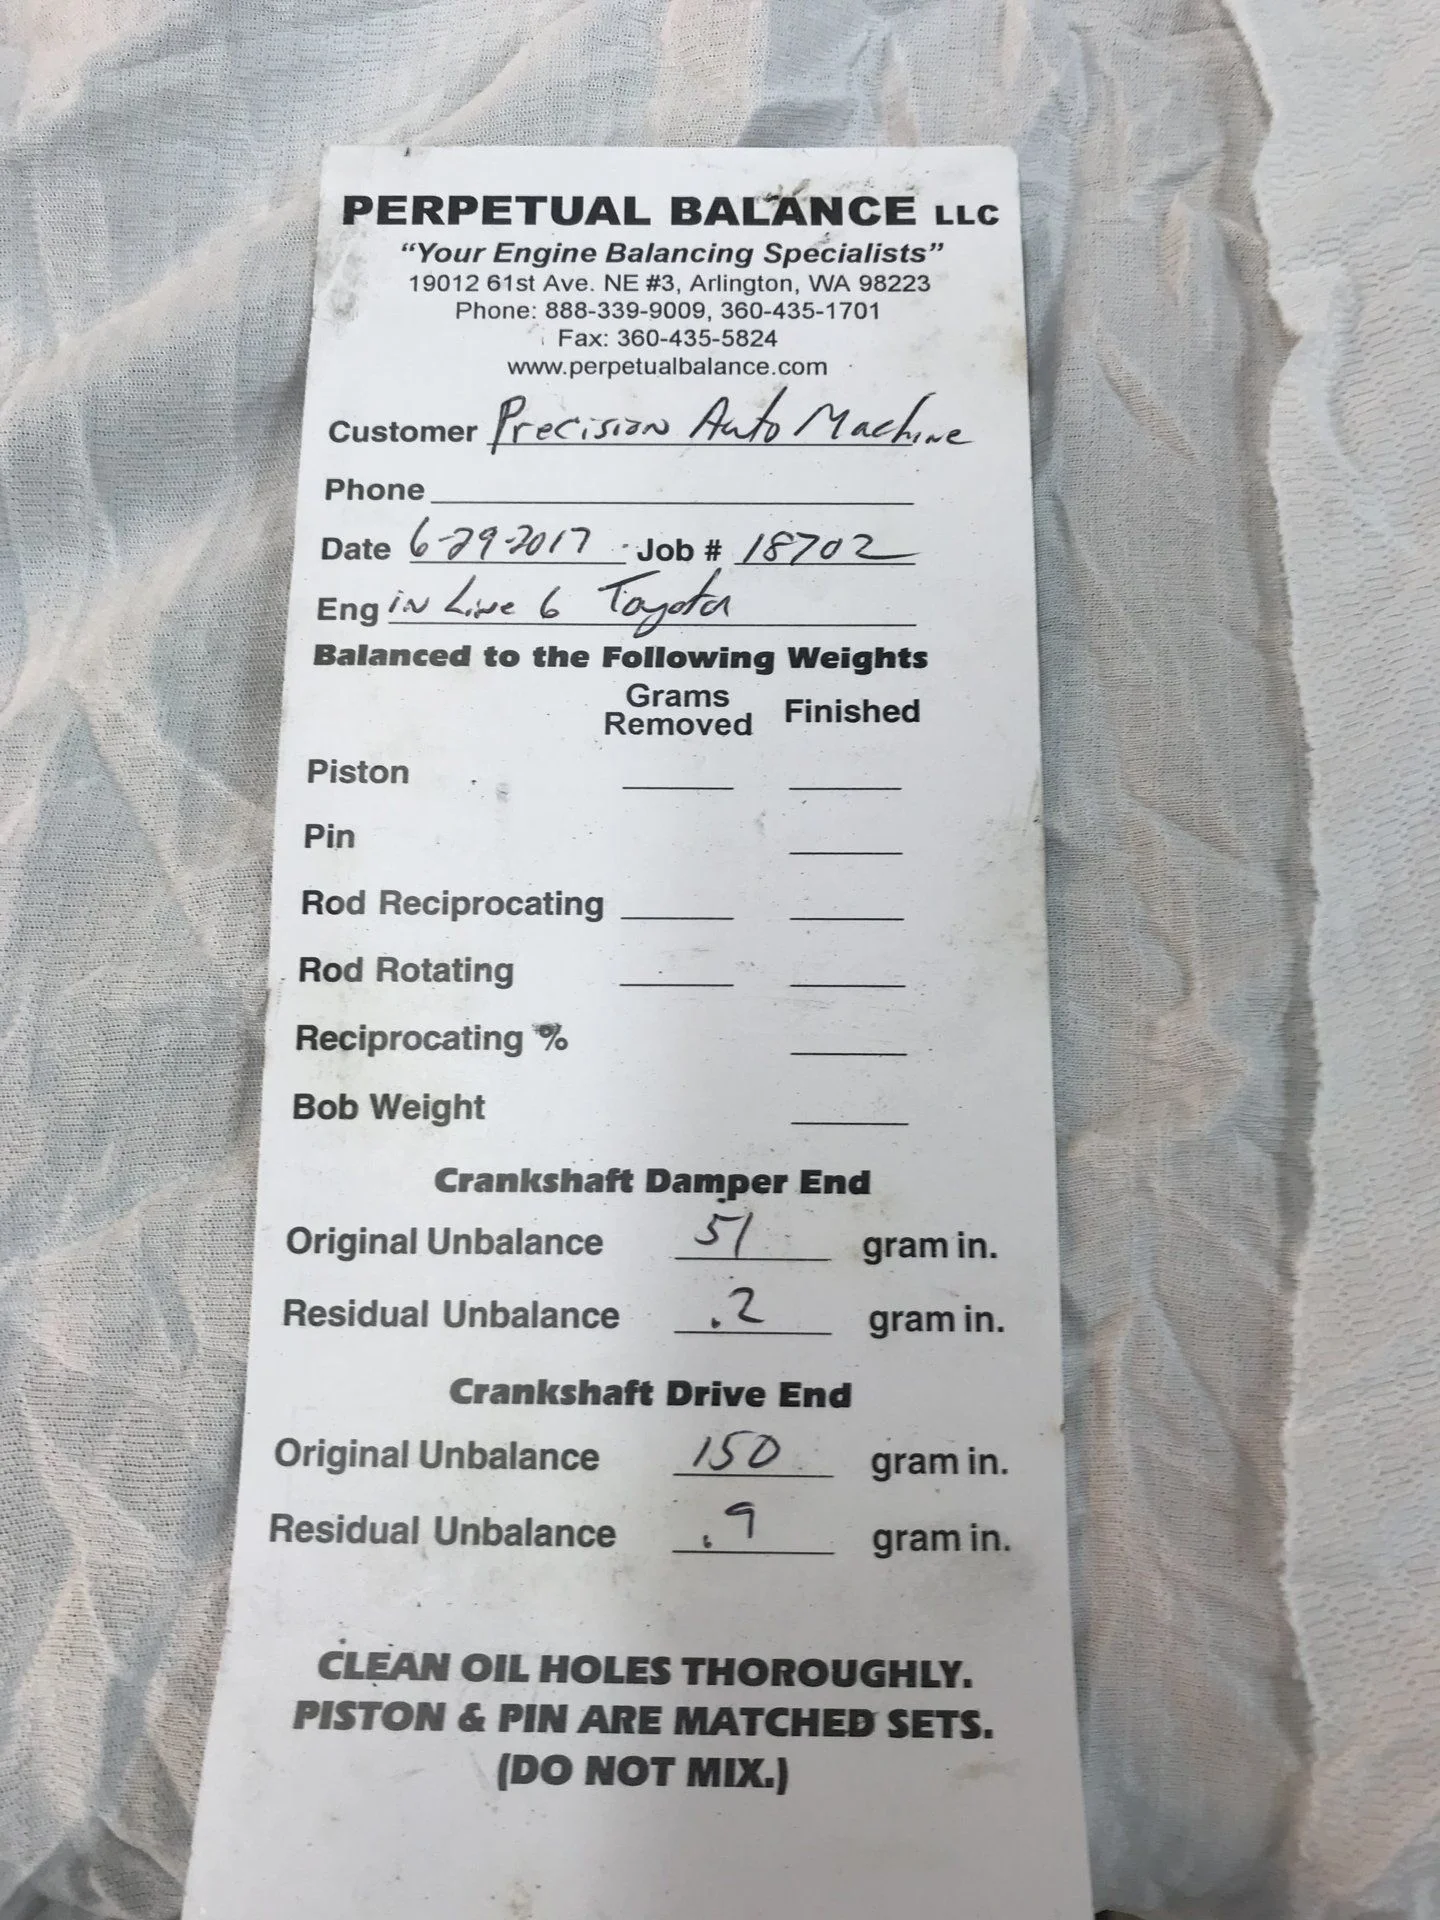 PERPETUAL BALANCE LLC
“Your Engine Balancing Specialists”
19012 61st Ave. NE #3, Arlington, WA 98223
Phone: 888-339-9009, 360-435-1701
Fax: 360-435-5824
www.perpetualbalance.com
Customer Precision Auto Machine
Phone
Date 6-29-2017 Job # 18702
Eng in Line 6 Toyota
Balanced to the Following Weights
Grams Removed Finished
Piston
Pin
Rod Reciprocating
Rod Rotating
Reciprocating %
Bob Weight
Crankshaft Damper End
Original Unbalance 51 gram in.
Residual Unbalance .2 gram in.
Crankshaft Drive End
Original Unbalance 150 gram in.
Residual Unbalance .9 gram in.
CLEAN OIL HOLES THOROUGHLY.
PISTON & PIN ARE MATCHED SETS.
(DO NOT MIX.)